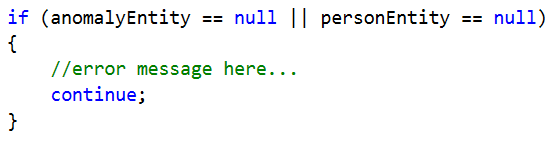 if (anomalyEntity == null || personEntity == null)
{
    //error message here...
    continue;
}